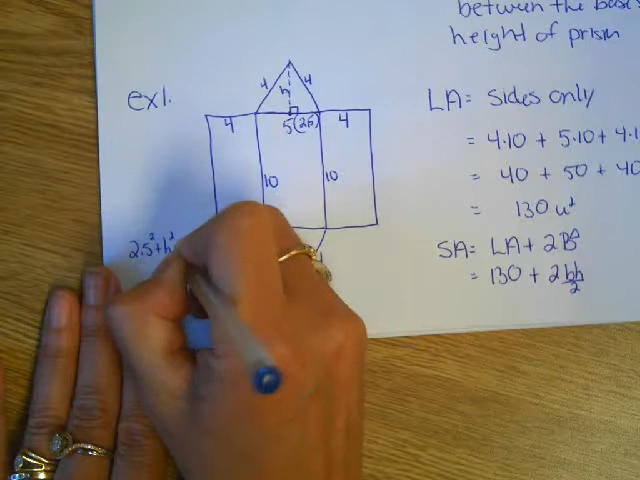 between the bases
height of prism
ex1.
4 h 4
4 5(2.5) 4
10 10
LA= Sides only
= 4·10 + 5·10 + 4·1
= 40 + 50 + 40
= 130 u²
2.5²+h²
SA= LA + 2B
= 130 + 2 bh/2